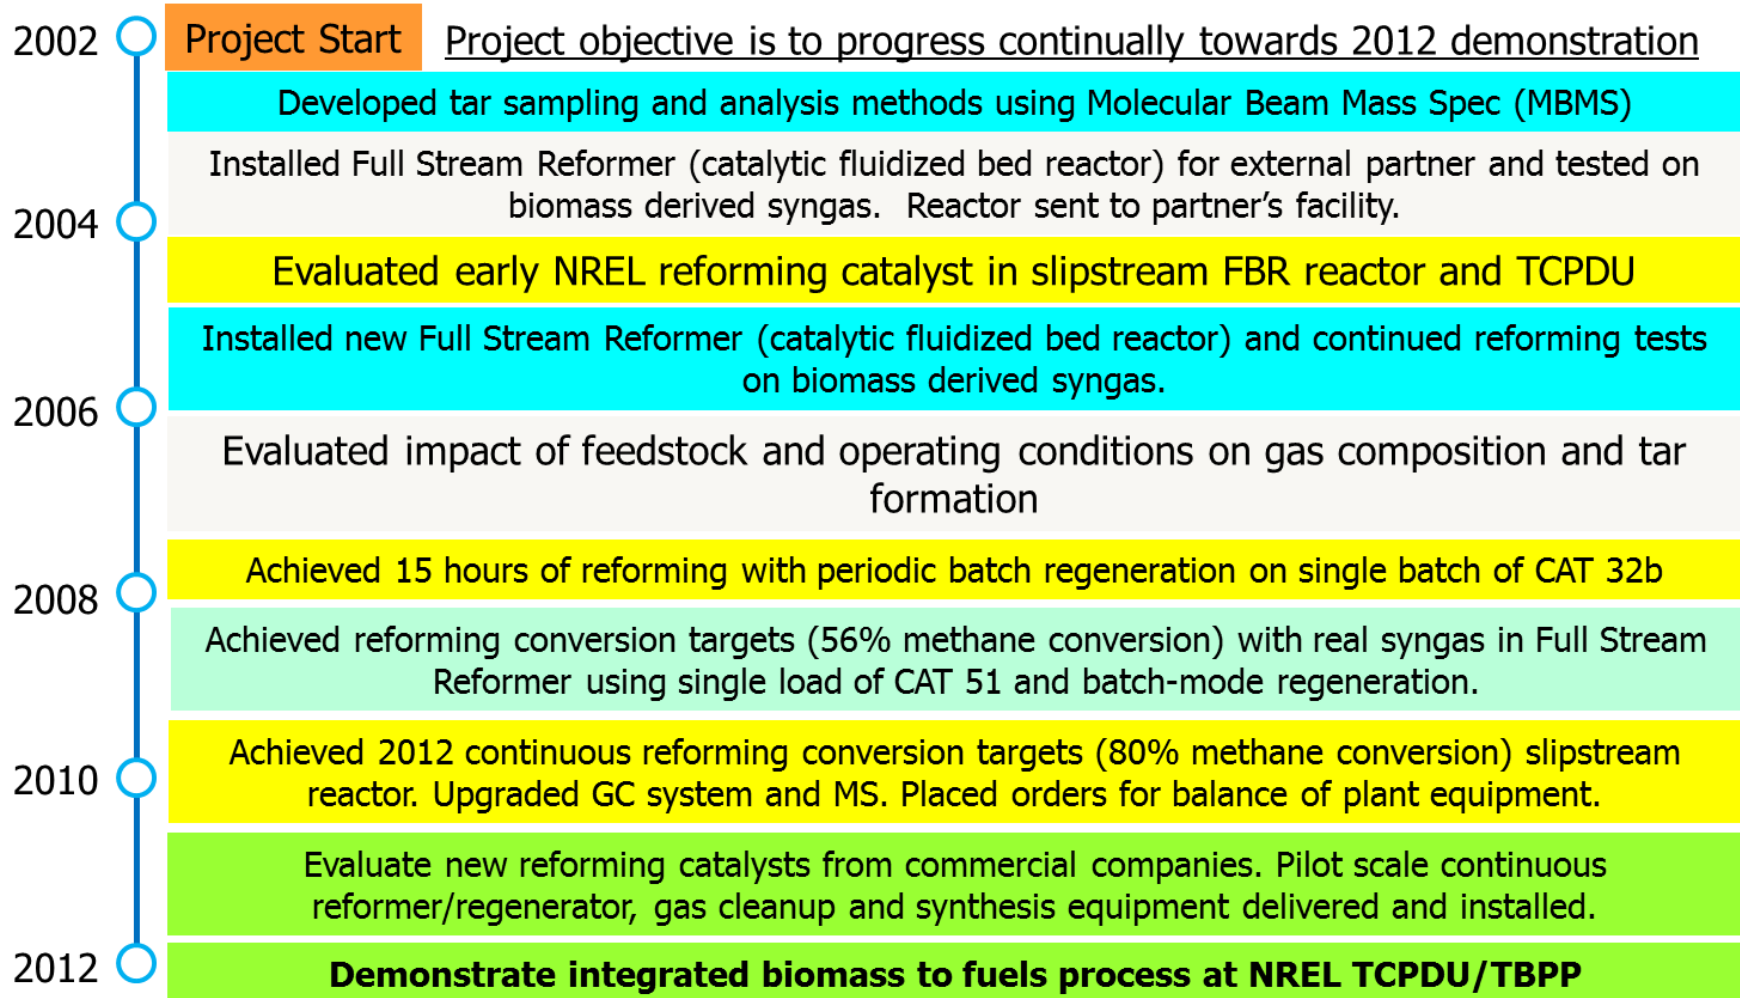 2002
Project Start
Project objective is to progress continually towards 2012 demonstration
Developed tar sampling and analysis methods using Molecular Beam Mass Spec (MBMS)
Installed Full Stream Reformer (catalytic fluidized bed reactor) for external partner and tested on
biomass derived syngas.  Reactor sent to partner’s facility.
2004
Evaluated early NREL reforming catalyst in slipstream FBR reactor and TCPDU
Installed new Full Stream Reformer (catalytic fluidized bed reactor) and continued reforming tests
on biomass derived syngas.
2006
Evaluated impact of feedstock and operating conditions on gas composition and tar
formation
Achieved 15 hours of reforming with periodic batch regeneration on single batch of CAT 32b
2008
Achieved reforming conversion targets (56% methane conversion) with real syngas in Full Stream
Reformer using single load of CAT 51 and batch-mode regeneration.
Achieved 2012 continuous reforming conversion targets (80% methane conversion) slipstream
reactor. Upgraded GC system and MS. Placed orders for balance of plant equipment.
2010
Evaluate new reforming catalysts from commercial companies. Pilot scale continuous
reformer/regenerator, gas cleanup and synthesis equipment delivered and installed.
2012
Demonstrate integrated biomass to fuels process at NREL TCPDU/TBPP